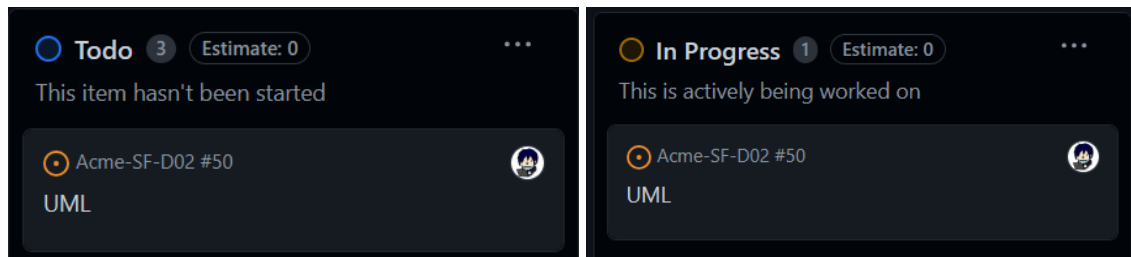 Todo 3 Estimate: 0
This item hasn't been started
Acme-SF-D02 #50
UML
In Progress 1 Estimate: 0
This is actively being worked on
Acme-SF-D02 #50
UML